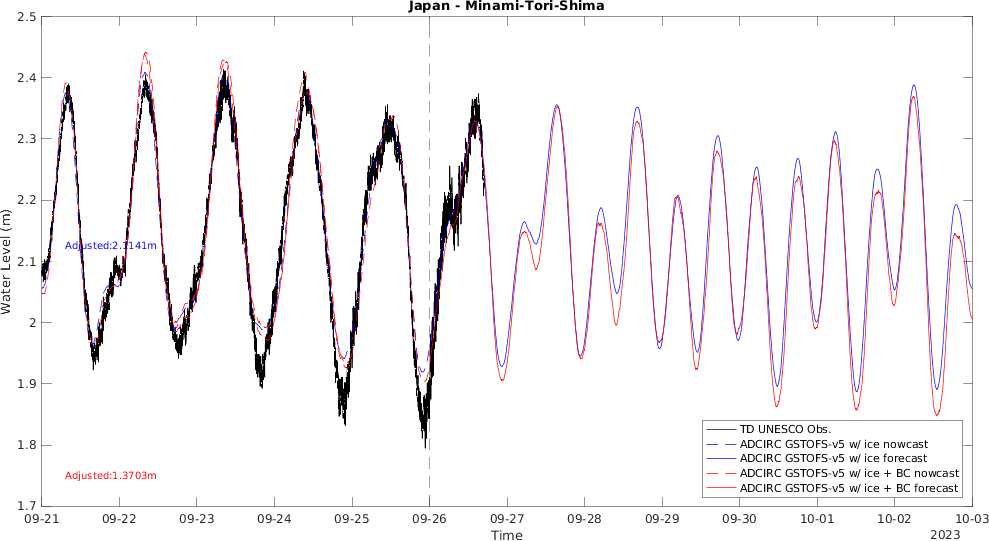 Japan - Minami-Tori-Shima
2.5
2.4
2.3
2.2
2.1
2
1.9
1.8
1.7
Water Level (m)
Adjusted:2.1141m
Adjusted:1.3703m
TD UNESCO Obs.
ADCIRC GSTOFS-v5 w/ ice nowcast
ADCIRC GSTOFS-v5 w/ ice forecast
ADCIRC GSTOFS-v5 w/ ice + BC nowcast
ADCIRC GSTOFS-v5 w/ ice + BC forecast
09-21 09-22 09-23 09-24 09-25 09-26 09-27 09-28 09-29 09-30 10-01 10-02 10-03
Time
2023